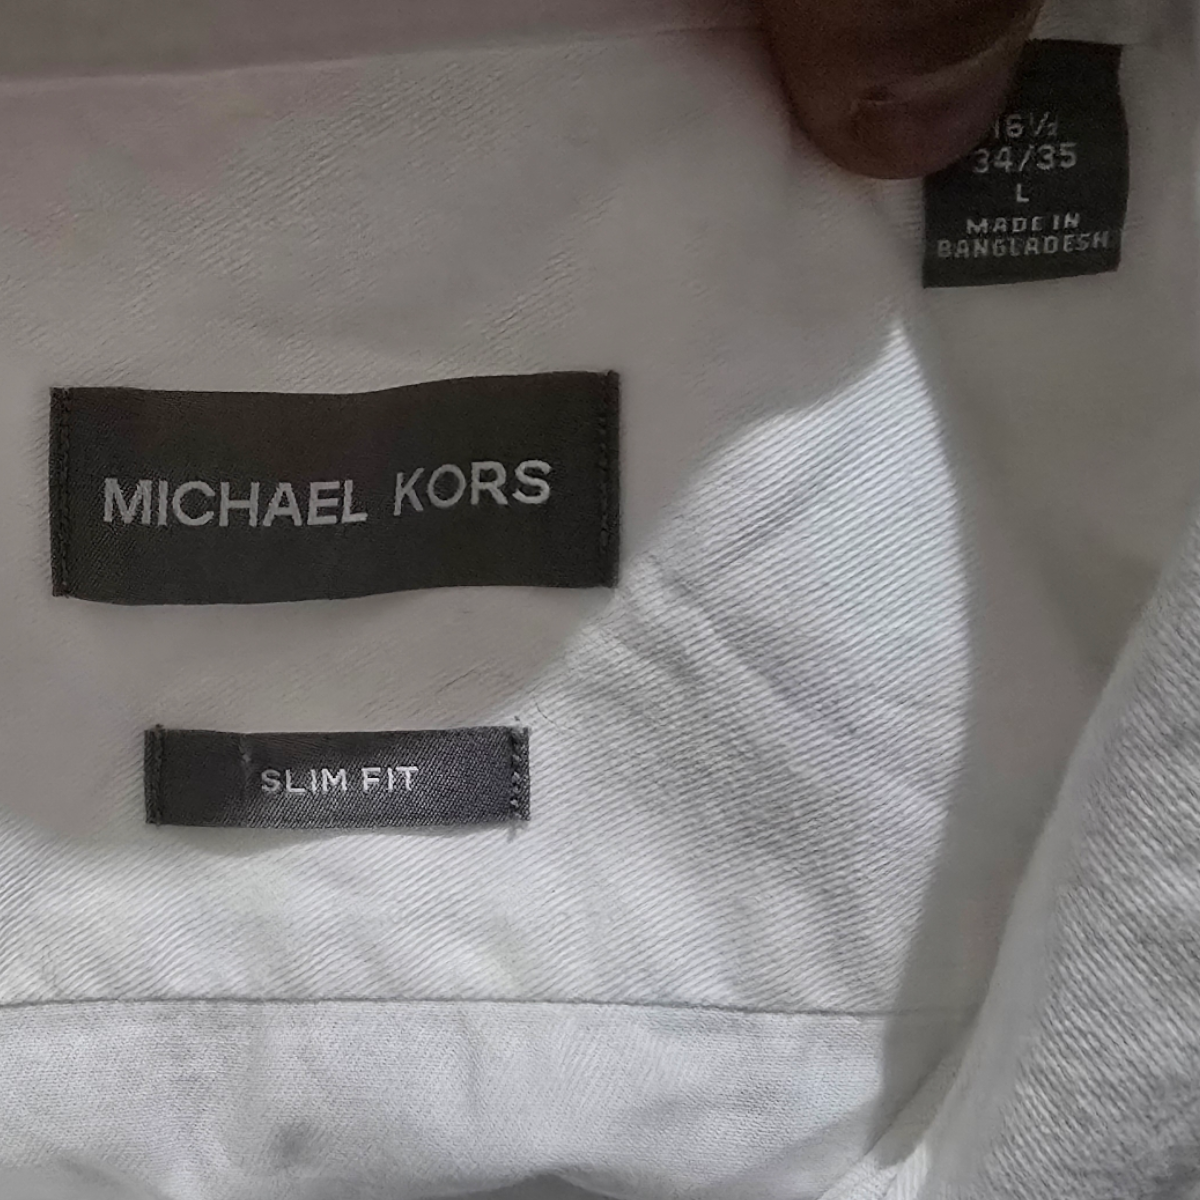 16½
34/35
L
MADE IN
BANGLADESH
MICHAEL KORS
SLIM FIT